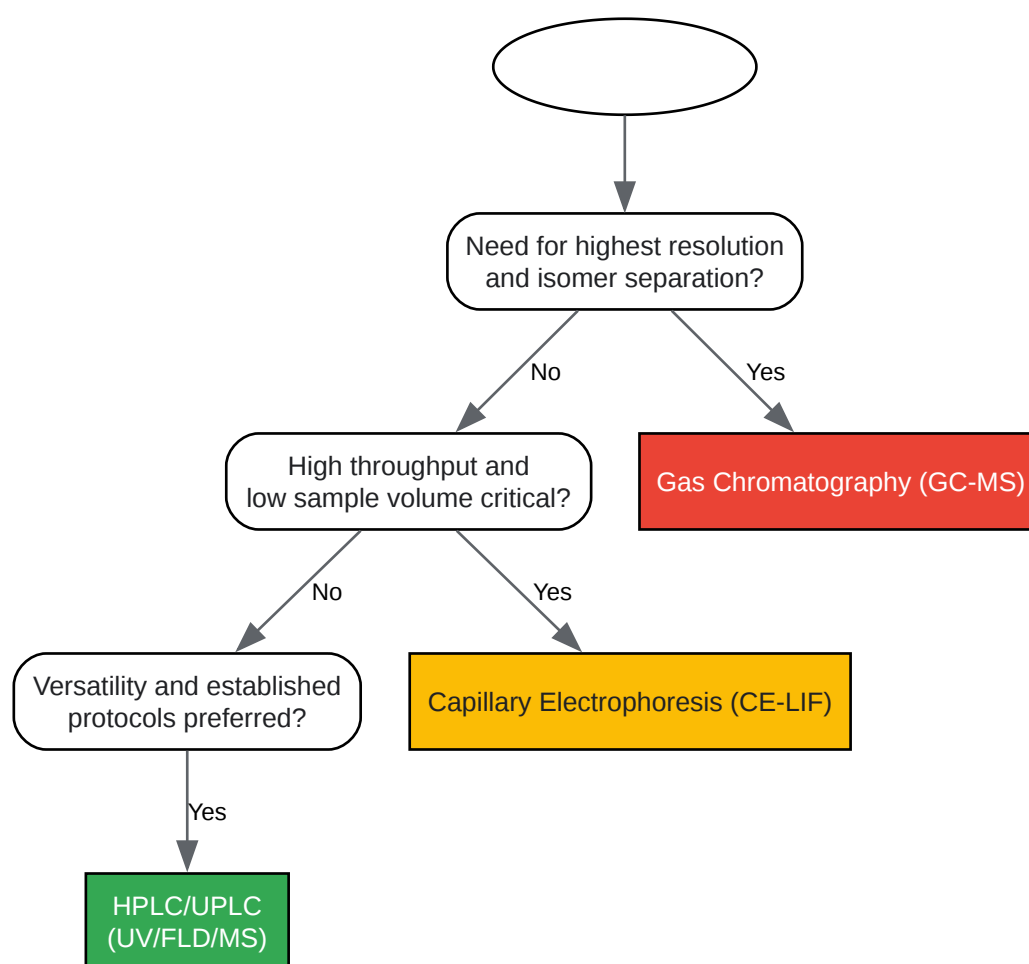 Need for highest resolution
and isomer separation?
No
Yes
High throughput and
low sample volume critical?
Gas Chromatography (GC-MS)
No
Yes
Versatility and established
protocols preferred?
Capillary Electrophoresis (CE-LIF)
Yes
HPLC/UPLC
(UV/FLD/MS)